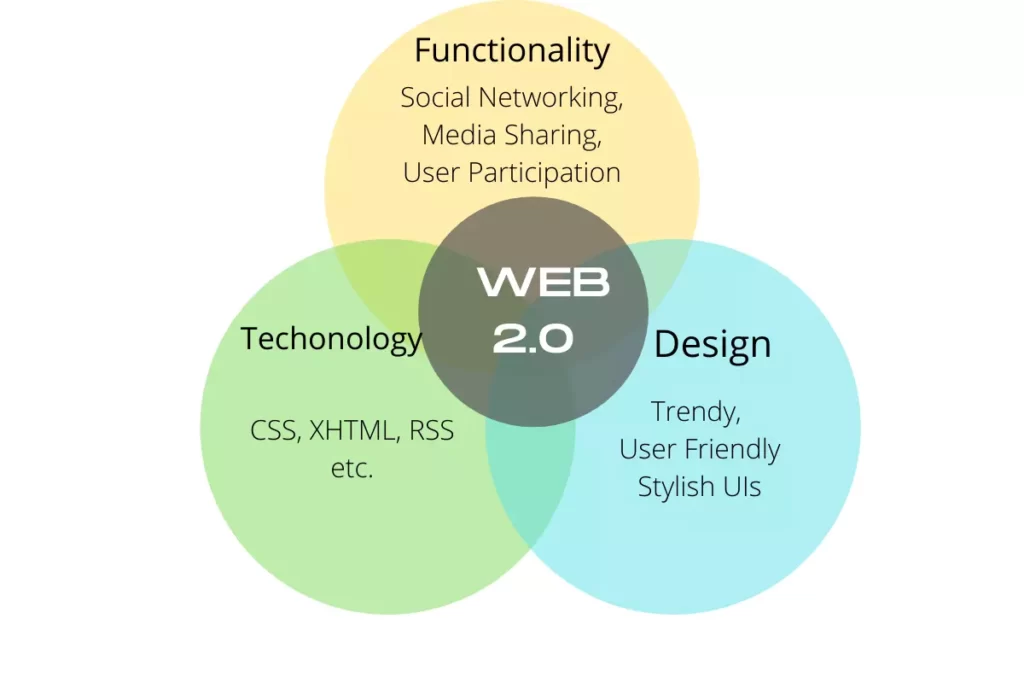 Functionality
Social Networking,
Media Sharing,
User Participation
WEB
2.0
Techonology
CSS, XHTML, RSS
etc.
Design
Trendy,
User Friendly
Stylish UIs